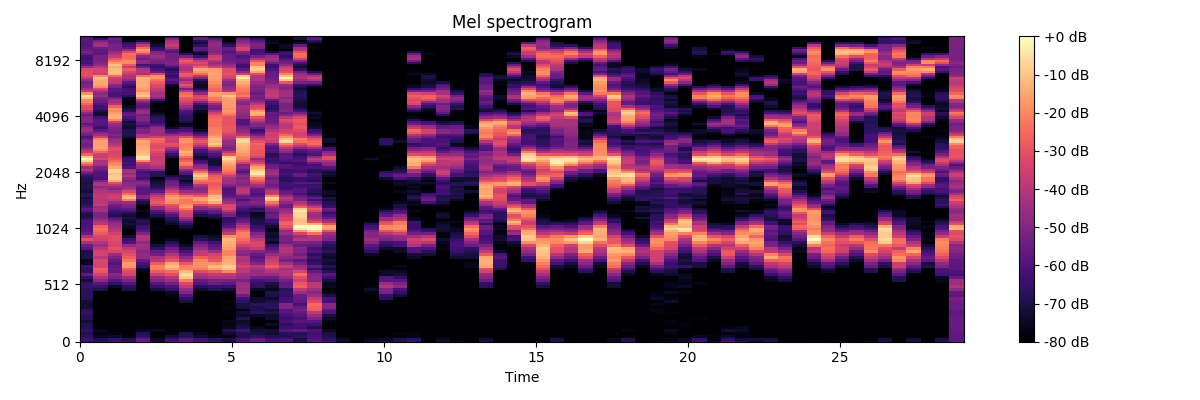 Mel spectrogram
8192
4096
2048
1024
512
0
Hz
0 5 10 15 20 25
Time
+0 dB
-10 dB
-20 dB
-30 dB
-40 dB
-50 dB
-60 dB
-70 dB
-80 dB